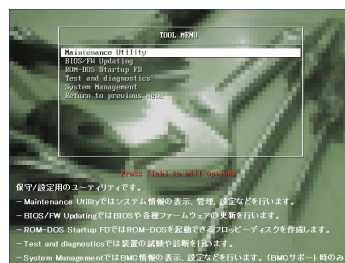 TOOL MENU
Maintenance Utility
BIOS/FW Updating
ROM-DOS Startup FD
Test and diagnostics
System Management
Return to previous menu
Press [Tab] to edit options
保守/設定用のユーティリティです。
－Maintenance Utilityではシステム情報の表示、管理、設定などを行います。
－BIOS/FW UpdatingではBIOSや各種ファームウェアの更新を行います。
－ROM-DOS Startup FDではROM-DOSを起動できるフロッピーディスクを作成します。
－Test and diagnosticsでは装置の試験や診断を行います。
－System ManagementではBMC情報の表示、設定などを行います。(BMCサポート時のみ